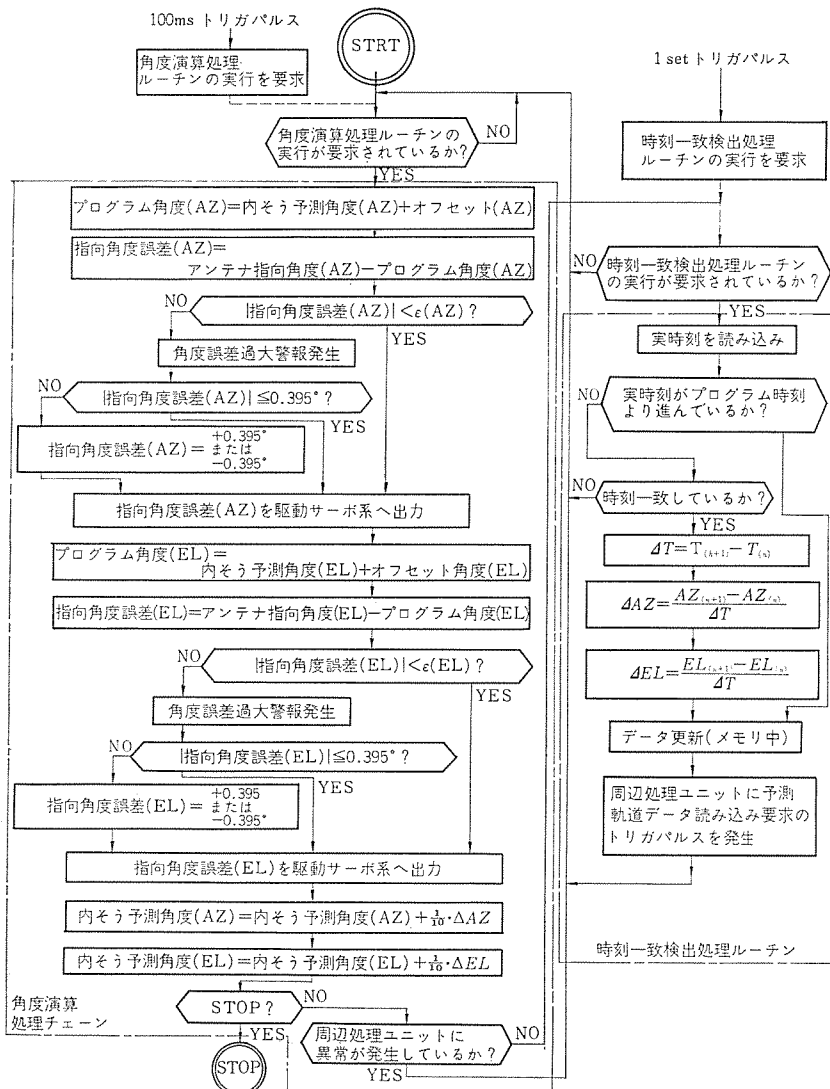 100ms トリガパルス
角度演算処理
ルーチンの実行を要求
STRT
1 set トリガパルス
時刻一致検出処理
ルーチンの実行を要求
角度演算処理ルーチンの
実行が要求されているか?
NO
YES
プログラム角度(AZ)=内そう予測角度(AZ)+オフセット(AZ)
指向角度誤差(AZ)=
アンテナ指向角度(AZ)−プログラム角度(AZ)
|指向角度誤差(AZ)|<ε(AZ)?
NO
YES
角度誤差過大警報発生
|指向角度誤差(AZ)|≦0.395°?
NO
YES
指向角度誤差(AZ)=
+0.395°
または
−0.395°
指向角度誤差(AZ)を駆動サーボ系へ出力
プログラム角度(EL)=
内そう予測角度(EL)+オフセット角度(EL)
指向角度誤差(EL)=アンテナ指向角度(EL)−プログラム角度(EL)
|指向角度誤差(EL)|<ε(EL)?
NO
YES
角度誤差過大警報発生
|指向角度誤差(EL)|≦0.395°?
NO
YES
指向角度誤差(EL)=
+0.395
または
−0.395°
指向角度誤差(EL)を駆動サーボ系へ出力
内そう予測角度(AZ)=内そう予測角度(AZ)+1/10・ΔAZ
内そう予測角度(EL)=内そう予測角度(EL)+1/10・ΔEL
STOP?
NO
YES
STOP
角度演算
処理チェーン
周辺処理ユニットに
異常が発生しているか?
NO
YES
時刻一致検出処理ルーチン
の実行が要求されているか?
NO
YES
実時刻を読み込み
実時刻がプログラム時刻
より進んでいるか?
NO
時刻一致しているか?
NO
YES
ΔT=T(n+1)−T(n)
ΔAZ=AZ(n+1)−AZ(n)/ΔT
ΔEL=EL(n+1)−EL(n)/ΔT
データ更新(メモリ中)
周辺処理ユニットに予測
軌道データ読み込み要求の
トリガパルスを発生
時刻一致検出処理ルーチン